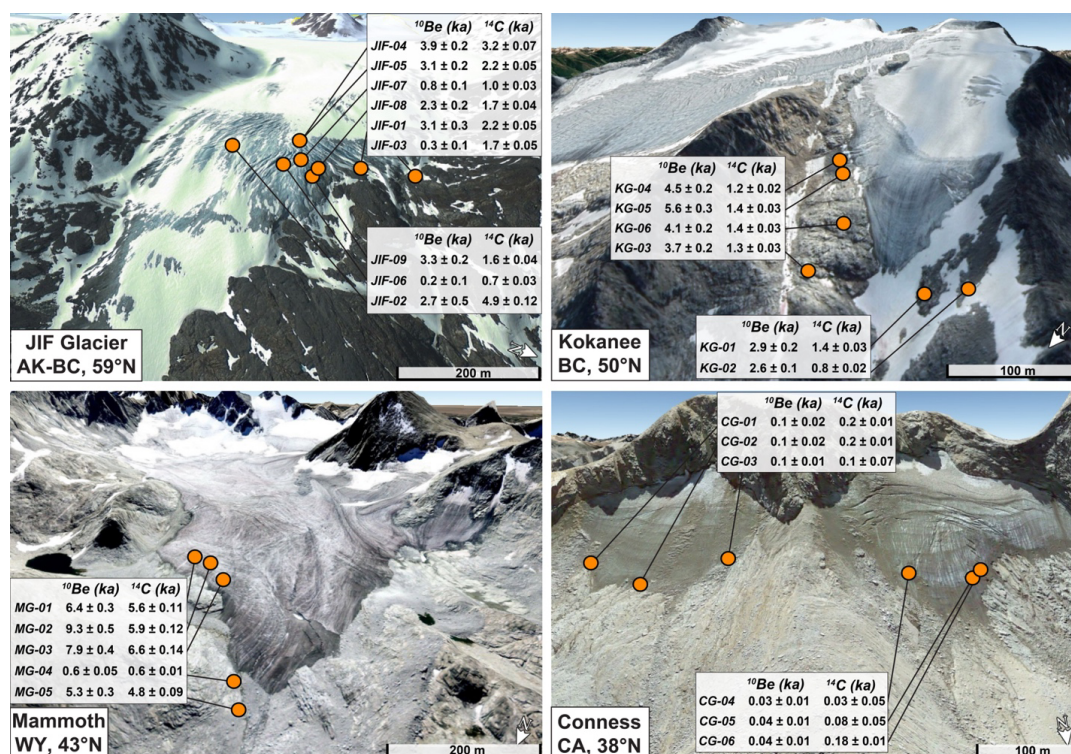 ¹⁰Be (ka) ¹⁴C (ka)
JIF-04 3.9 ± 0.2 3.2 ± 0.07
JIF-05 3.1 ± 0.2 2.2 ± 0.05
JIF-07 0.8 ± 0.1 1.0 ± 0.03
JIF-08 2.3 ± 0.2 1.7 ± 0.04
JIF-01 3.1 ± 0.3 2.2 ± 0.05
JIF-03 0.3 ± 0.1 1.7 ± 0.05
¹⁰Be (ka) ¹⁴C (ka)
JIF-09 3.3 ± 0.2 1.6 ± 0.04
JIF-06 0.2 ± 0.1 0.7 ± 0.03
JIF-02 2.7 ± 0.5 4.9 ± 0.12
JIF Glacier
AK-BC, 59°N
N
200 m
¹⁰Be (ka) ¹⁴C (ka)
KG-04 4.5 ± 0.2 1.2 ± 0.02
KG-05 5.6 ± 0.3 1.4 ± 0.03
KG-06 4.1 ± 0.2 1.4 ± 0.03
KG-03 3.7 ± 0.2 1.3 ± 0.03
¹⁰Be (ka) ¹⁴C (ka)
KG-01 2.9 ± 0.2 1.4 ± 0.03
KG-02 2.6 ± 0.1 0.8 ± 0.02
Kokanee
BC, 50°N
N
100 m
¹⁰Be (ka) ¹⁴C (ka)
MG-01 6.4 ± 0.3 5.6 ± 0.11
MG-02 9.3 ± 0.5 5.9 ± 0.12
MG-03 7.9 ± 0.4 6.6 ± 0.14
MG-04 0.6 ± 0.05 0.6 ± 0.01
MG-05 5.3 ± 0.3 4.8 ± 0.09
Mammoth
WY, 43°N
N
200 m
¹⁰Be (ka) ¹⁴C (ka)
CG-01 0.1 ± 0.02 0.2 ± 0.01
CG-02 0.1 ± 0.02 0.2 ± 0.01
CG-03 0.1 ± 0.01 0.1 ± 0.07
¹⁰Be (ka) ¹⁴C (ka)
CG-04 0.03 ± 0.01 0.03 ± 0.05
CG-05 0.04 ± 0.01 0.08 ± 0.05
CG-06 0.04 ± 0.01 0.18 ± 0.01
Conness
CA, 38°N
N
100 m